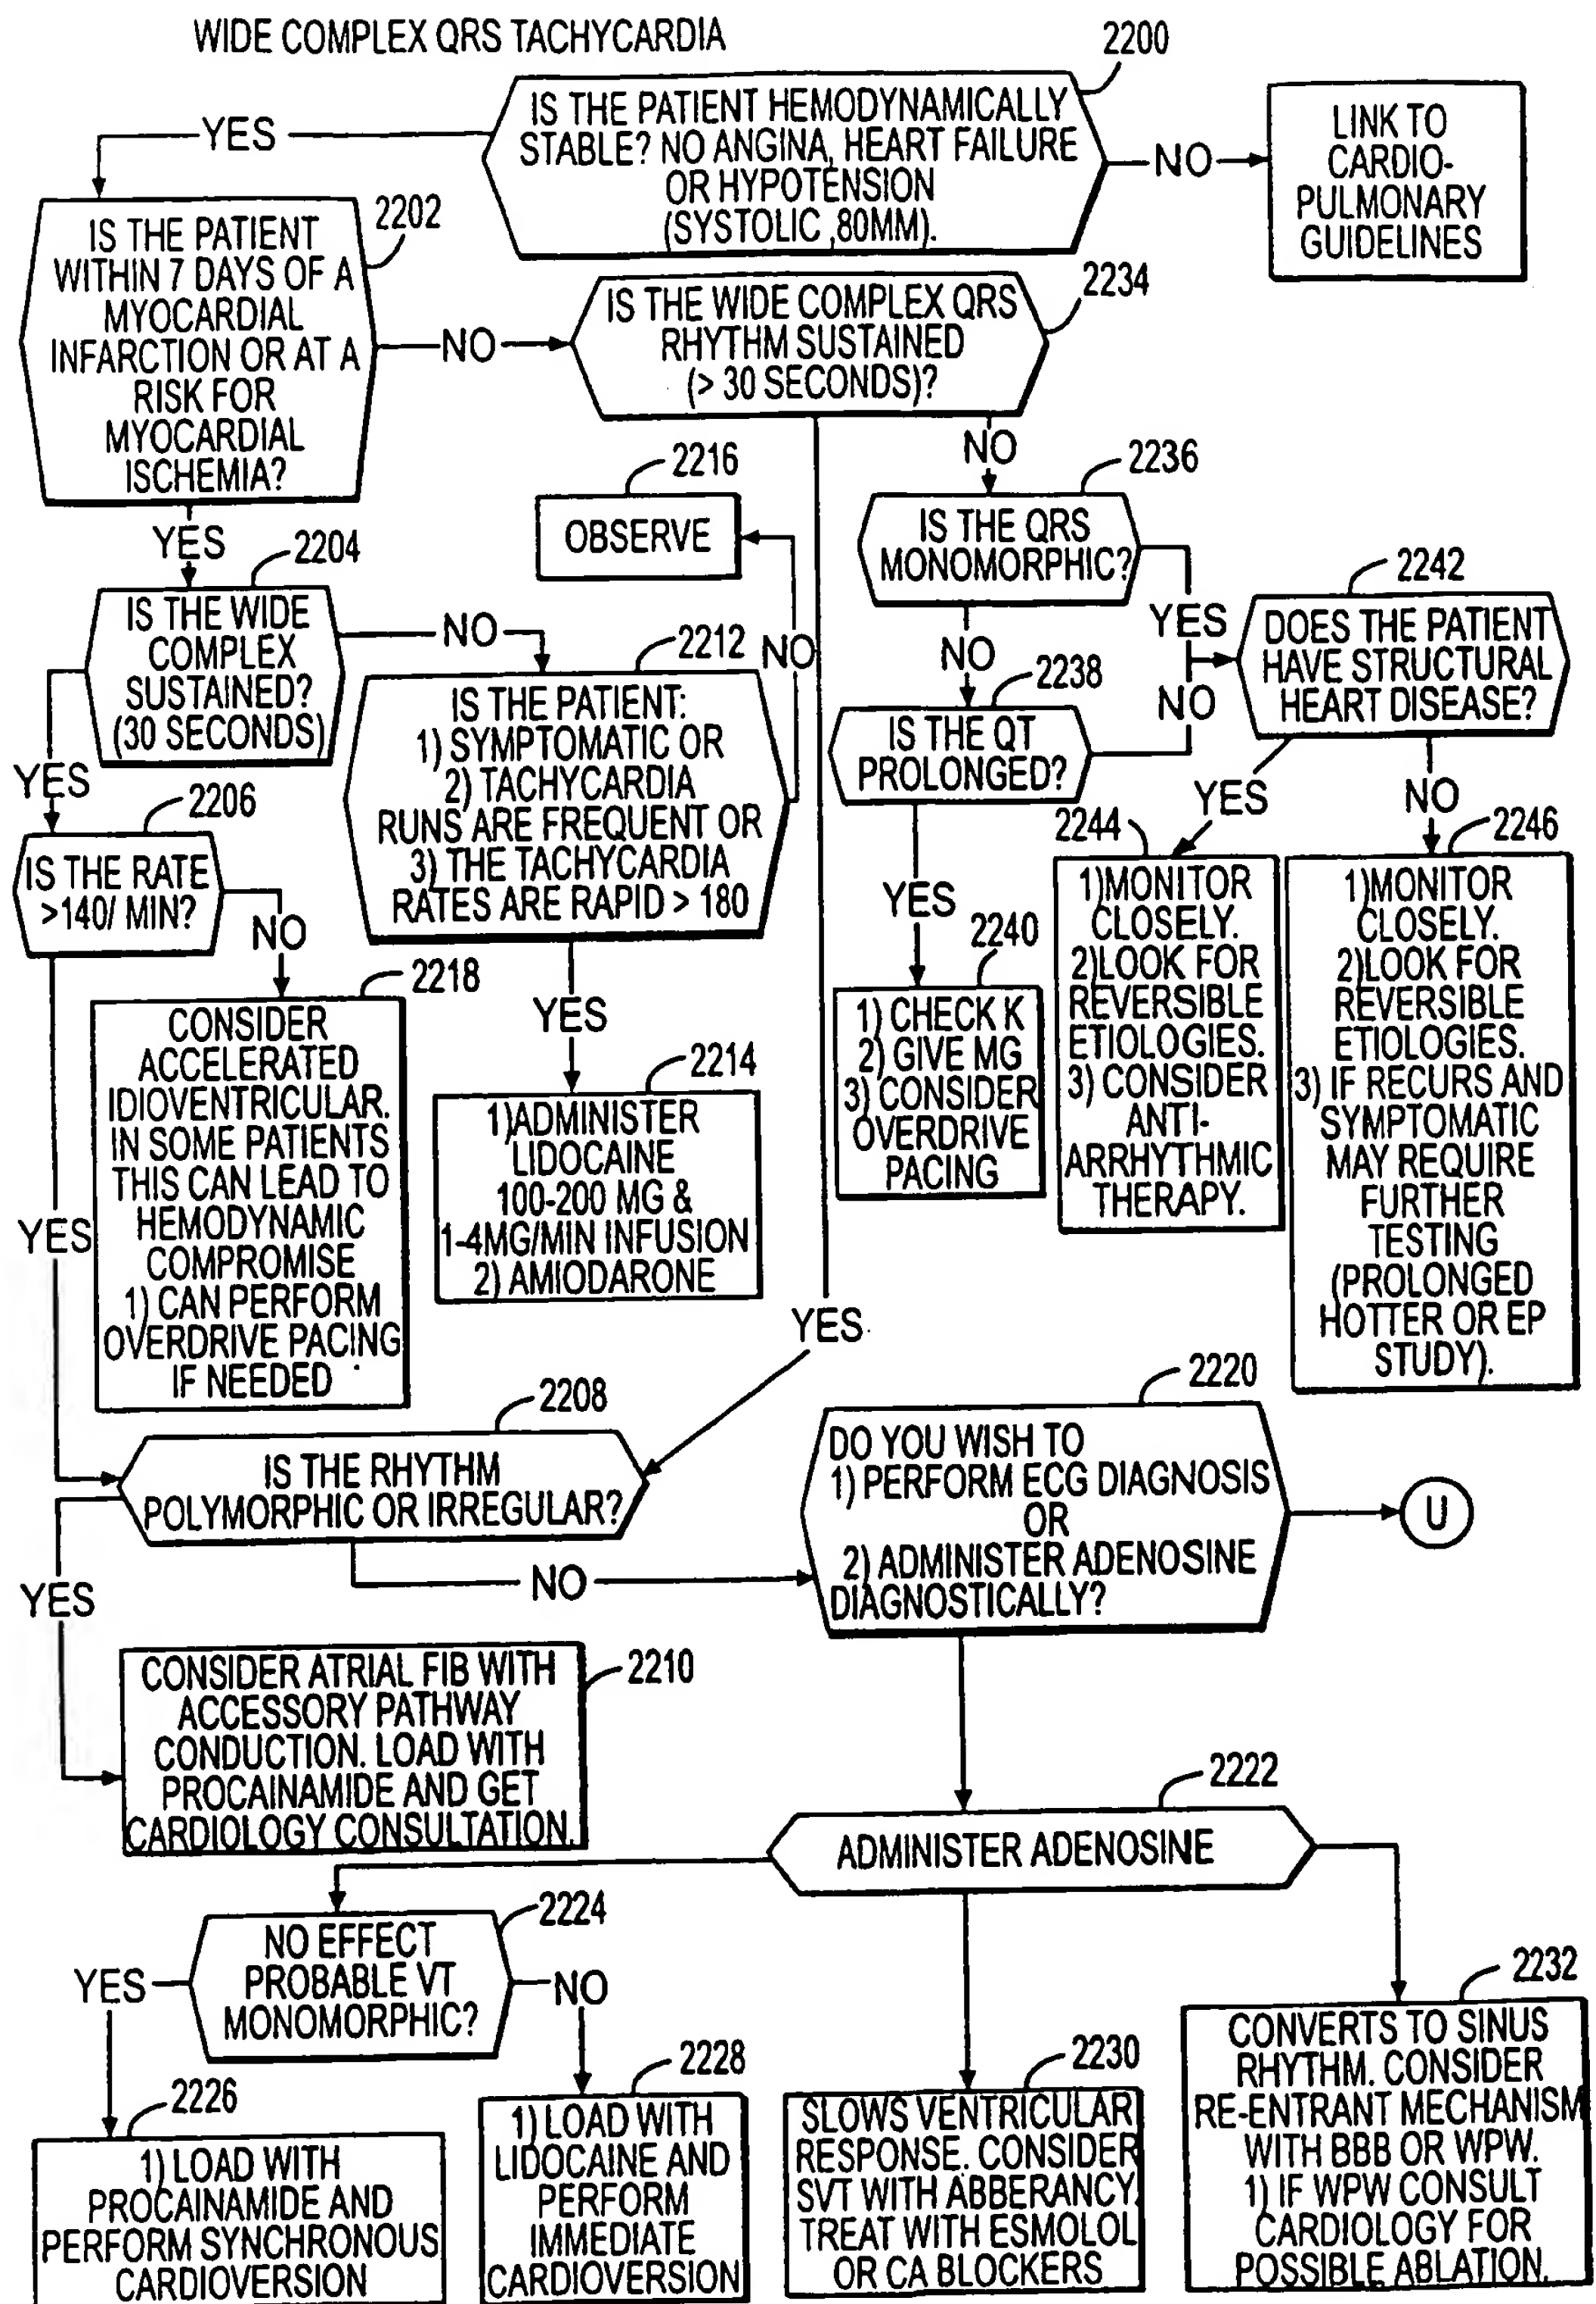 WIDE COMPLEX QRS TACHYCARDIA
2200
IS THE PATIENT HEMODYNAMICALLY
STABLE? NO ANGINA, HEART FAILURE
OR HYPOTENSION
(SYSTOLIC ,80MM).
YES
NO
LINK TO
CARDIO-
PULMONARY
GUIDELINES
2202
IS THE PATIENT
WITHIN 7 DAYS OF A
MYOCARDIAL
INFARCTION OR AT A
RISK FOR
MYOCARDIAL
ISCHEMIA?
NO
2234
IS THE WIDE COMPLEX QRS
RHYTHM SUSTAINED
(> 30 SECONDS)?
NO
2216
OBSERVE
2236
IS THE QRS
MONOMORPHIC?
YES
2204
IS THE WIDE
COMPLEX
SUSTAINED?
(30 SECONDS)
NO
2212
NO
IS THE PATIENT:
1) SYMPTOMATIC OR
2) TACHYCARDIA
RUNS ARE FREQUENT OR
3) THE TACHYCARDIA
RATES ARE RAPID > 180
YES
NO
2238
IS THE QT
PROLONGED?
NO
2242
DOES THE PATIENT
HAVE STRUCTURAL
HEART DISEASE?
YES
2206
IS THE RATE
>140/ MIN?
NO
YES
2244
1)MONITOR
CLOSELY.
2)LOOK FOR
REVERSIBLE
ETIOLOGIES.
3) CONSIDER
ANTI-
ARRHYTHMIC
THERAPY.
NO
2246
1)MONITOR
CLOSELY.
2)LOOK FOR
REVERSIBLE
ETIOLOGIES.
3) IF RECURS AND
SYMPTOMATIC
MAY REQUIRE
FURTHER
TESTING
(PROLONGED
HOTTER OR EP
STUDY).
YES
2240
1) CHECK K
2) GIVE MG
3) CONSIDER
OVERDRIVE
PACING
2218
CONSIDER
ACCELERATED
IDIOVENTRICULAR.
IN SOME PATIENTS
THIS CAN LEAD TO
HEMODYNAMIC
COMPROMISE
1) CAN PERFORM
OVERDRIVE PACING
IF NEEDED
YES
2214
1)ADMINISTER
LIDOCAINE
100-200 MG &
1-4MG/MIN INFUSION
2) AMIODARONE
YES
YES
2208
IS THE RHYTHM
POLYMORPHIC OR IRREGULAR?
NO
2220
DO YOU WISH TO
1) PERFORM ECG DIAGNOSIS
OR
2) ADMINISTER ADENOSINE
DIAGNOSTICALLY?
U
YES
2210
CONSIDER ATRIAL FIB WITH
ACCESSORY PATHWAY
CONDUCTION. LOAD WITH
PROCAINAMIDE AND GET
CARDIOLOGY CONSULTATION.
2222
ADMINISTER ADENOSINE
2224
NO EFFECT
PROBABLE VT
MONOMORPHIC?
YES
NO
2226
1) LOAD WITH
PROCAINAMIDE AND
PERFORM SYNCHRONOUS
CARDIOVERSION
2228
1) LOAD WITH
LIDOCAINE AND
PERFORM
IMMEDIATE
CARDIOVERSION
2230
SLOWS VENTRICULAR
RESPONSE. CONSIDER
SVT WITH ABBERANCY.
TREAT WITH ESMOLOL
OR CA BLOCKERS
2232
CONVERTS TO SINUS
RHYTHM. CONSIDER
RE-ENTRANT MECHANISM
WITH BBB OR WPW.
1) IF WPW CONSULT
CARDIOLOGY FOR
POSSIBLE ABLATION.